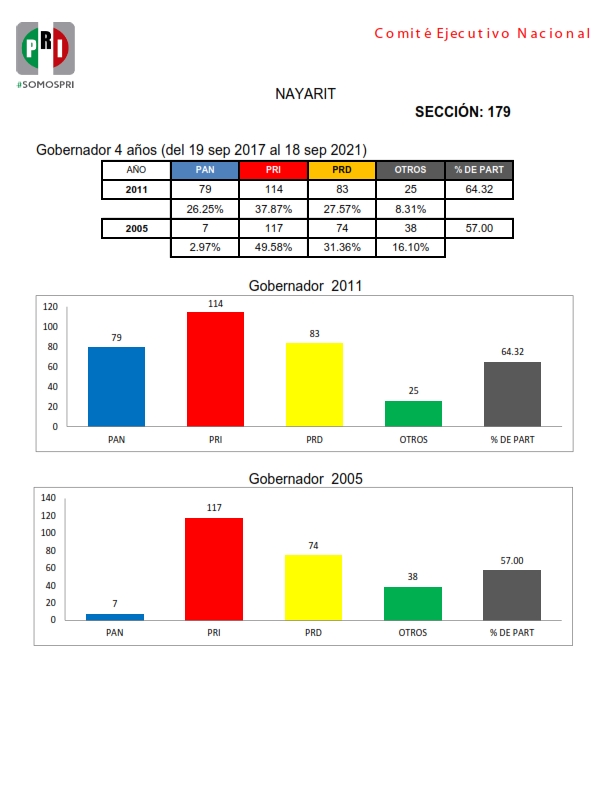 PRI
#SOMOSPRI
Comité Ejecutivo Nacional
NAYARIT
SECCIÓN: 179
Gobernador 4 años (del 19 sep 2017 al 18 sep 2021)
AÑO PAN PRI PRD OTROS % DE PART
2011 79 114 83 25 64.32
26.25% 37.87% 27.57% 8.31%
2005 7 117 74 38 57.00
2.97% 49.58% 31.36% 16.10%
Gobernador 2011
120
100
80
60
40
20
0
79
114
83
25
64.32
PAN PRI PRD OTROS % DE PART
Gobernador 2005
140
120
100
80
60
40
20
0
7
117
74
38
57.00
PAN PRI PRD OTROS % DE PART